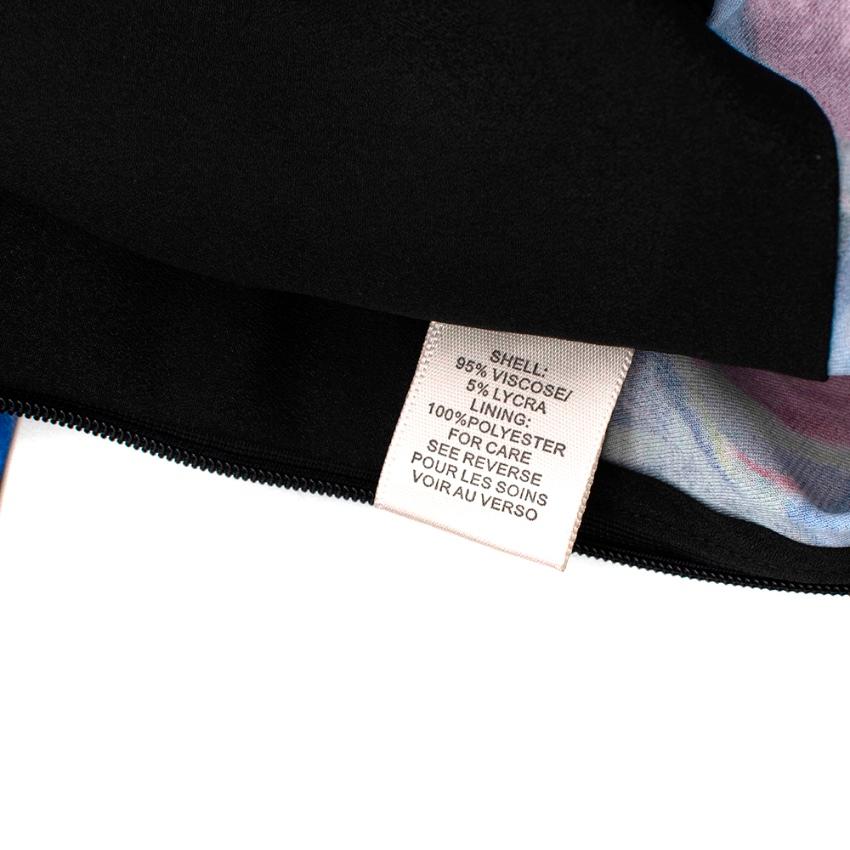 SHELL:
95% VISCOSE/
5% LYCRA
LINING:
100%POLYESTER
FOR CARE
SEE REVERSE
POUR LES SOINS
VOIR AU VERSO